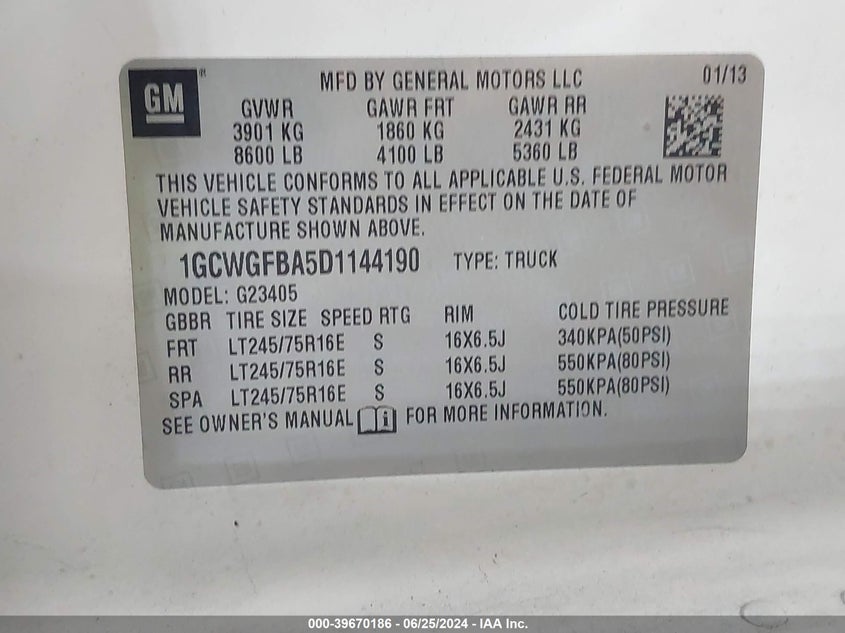 GM ®
MFD BY GENERAL MOTORS LLC 01/13
GVWR GAWR FRT GAWR RR
3901 KG 1860 KG 2431 KG
8600 LB 4100 LB 5360 LB
THIS VEHICLE CONFORMS TO ALL APPLICABLE U.S. FEDERAL MOTOR
VEHICLE SAFETY STANDARDS IN EFFECT ON THE DATE OF
MANUFACTURE SHOWN ABOVE.
1GCWGFBA5D1144190 TYPE: TRUCK
MODEL: G23405
GBBR TIRE SIZE SPEED RTG RIM COLD TIRE PRESSURE
FRT LT245/75R16E S 16X6.5J 340KPA(50PSI)
RR LT245/75R16E S 16X6.5J 550KPA(80PSI)
SPA LT245/75R16E S 16X6.5J 550KPA(80PSI)
SEE OWNER'S MANUAL i FOR MORE INFORMATION.
000-39670186 - 06/25/2024 - IAA Inc.